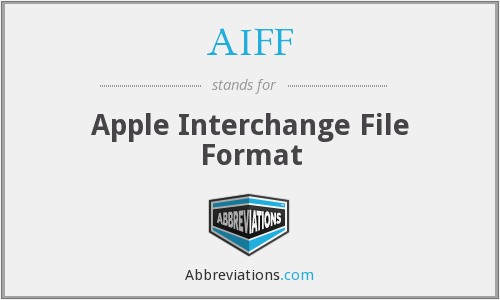 AIFF
stands for
Apple Interchange File
Format
ABBREVIATIONS
Abbreviations.com